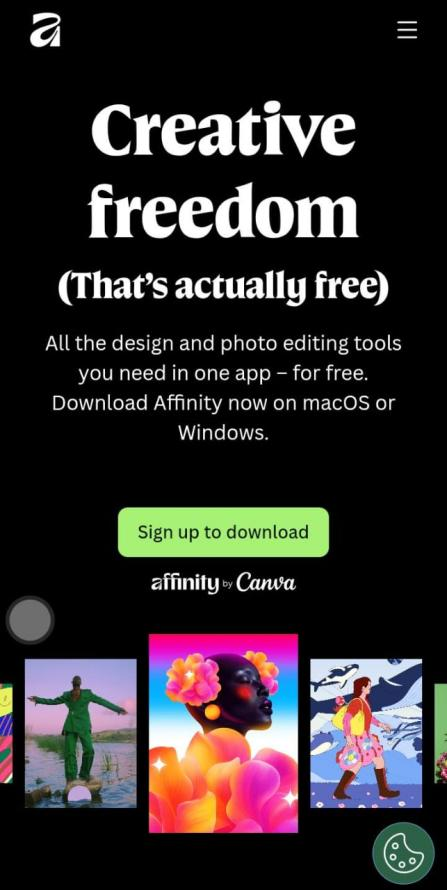 Creative
freedom
(That's actually free)
All the design and photo editing tools
you need in one app – for free.
Download Affinity now on macOS or
Windows.
Sign up to download
affinity by Canva